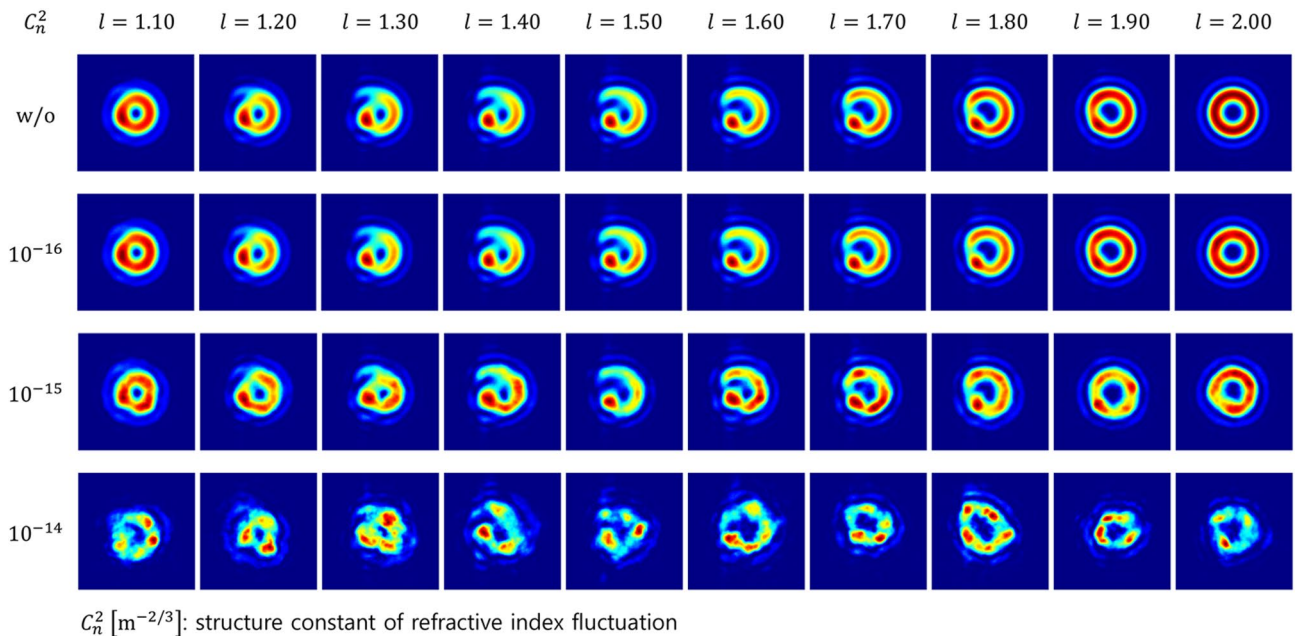 C_n^2 l = 1.10 l = 1.20 l = 1.30 l = 1.40 l = 1.50 l = 1.60 l = 1.70 l = 1.80 l = 1.90 l = 2.00
w/o
10⁻¹⁶
10⁻¹⁵
10⁻¹⁴
C_n^2 [m⁻²/³]: structure constant of refractive index fluctuation